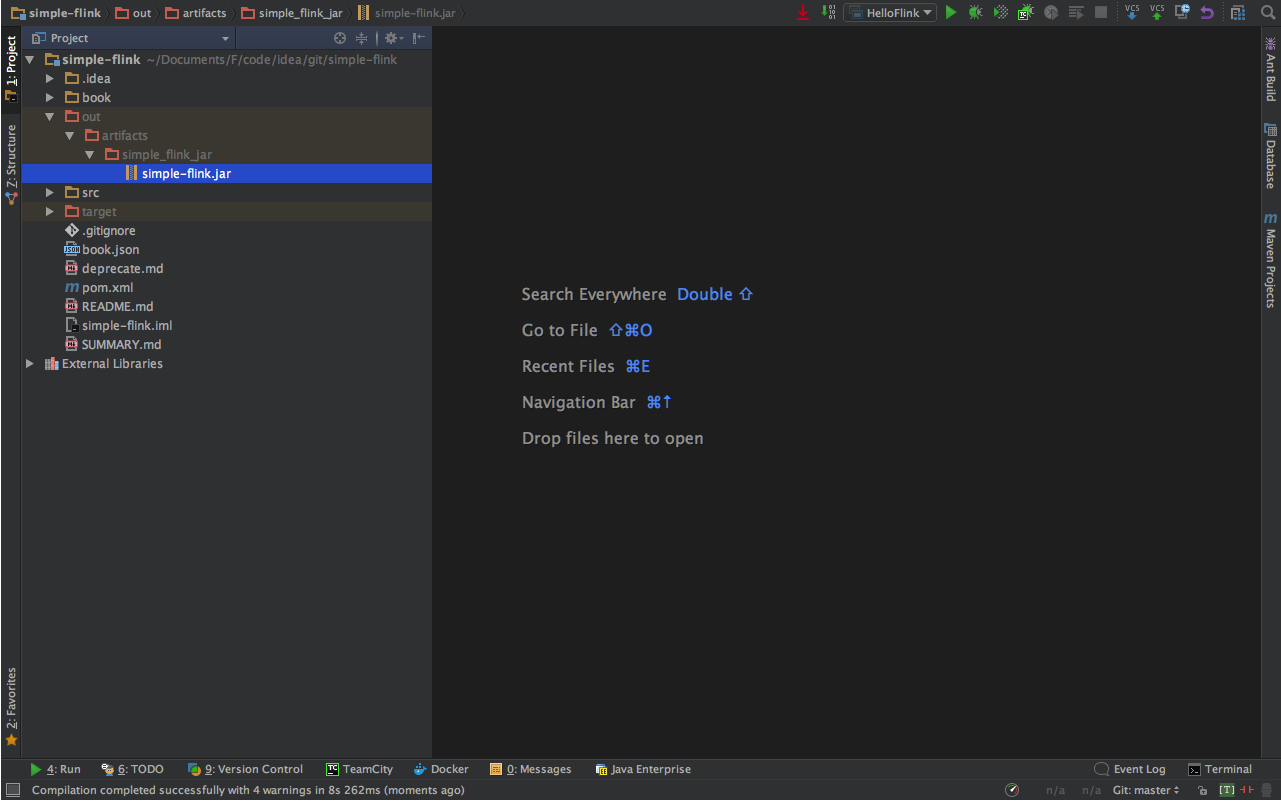 simple-flink out artifacts simple_flink_jar simple-flink.jar HelloFlink VCS VCS
Project
1: Project
Z: Structure
2: Favorites
simple-flink ~/Documents/F/code/idea/git/simple-flink
.idea
book
out
artifacts
simple_flink_jar
simple-flink.jar
src
target
.gitignore
book.json
deprecate.md
pom.xml
README.md
simple-flink.iml
SUMMARY.md
External Libraries
Search Everywhere Double ⇧
Go to File ⇧⌘O
Recent Files ⌘E
Navigation Bar ⌘↑
Drop files here to open
Ant Build
Database
Maven Projects
4: Run 6: TODO 9: Version Control TC TeamCity Docker 0: Messages Java Enterprise Event Log Terminal
Compilation completed successfully with 4 warnings in 8s 262ms (moments ago) n/a n/a Git: master [T]